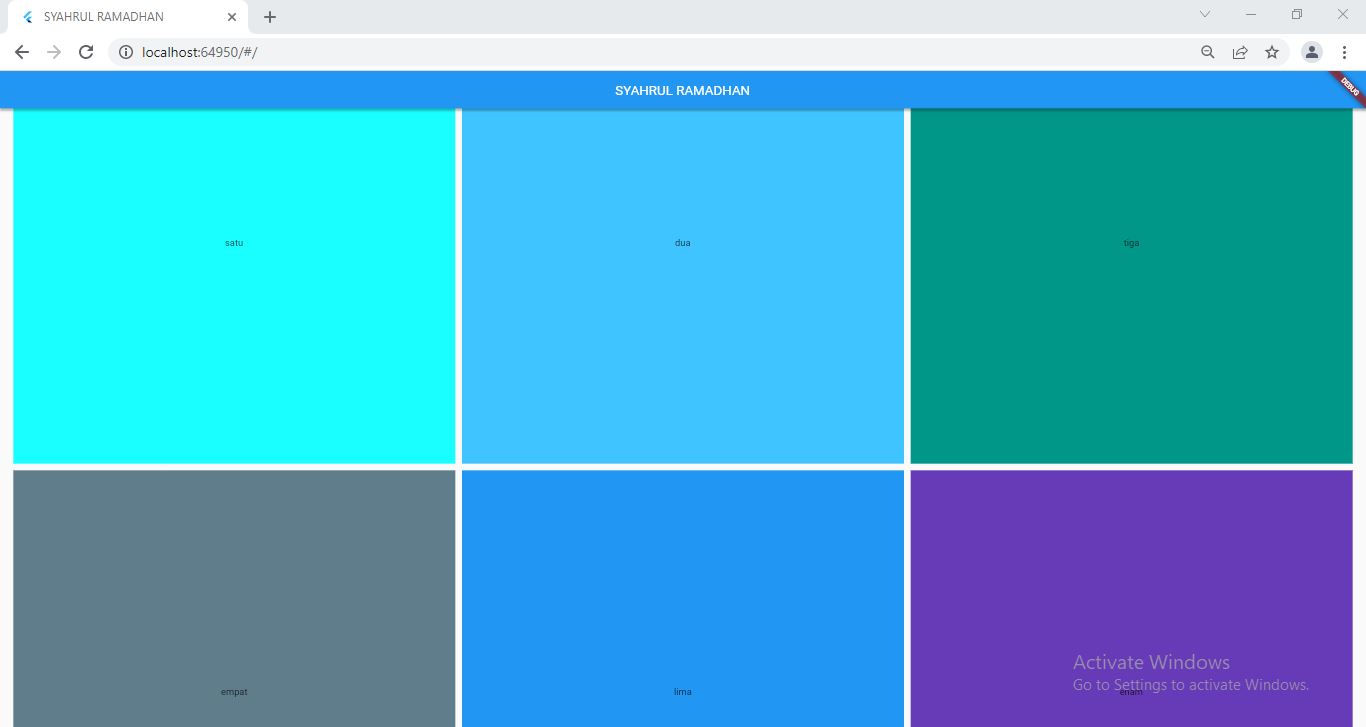 SYAHRUL RAMADHAN
localhost:64950/#/
SYAHRUL RAMADHAN
DEBUG
satu
dua
tiga
empat
lima
enam
Activate Windows
Go to Settings to activate Windows.